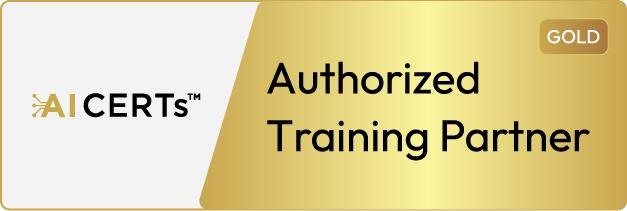 AI CERTs™
GOLD
Authorized
Training Partner